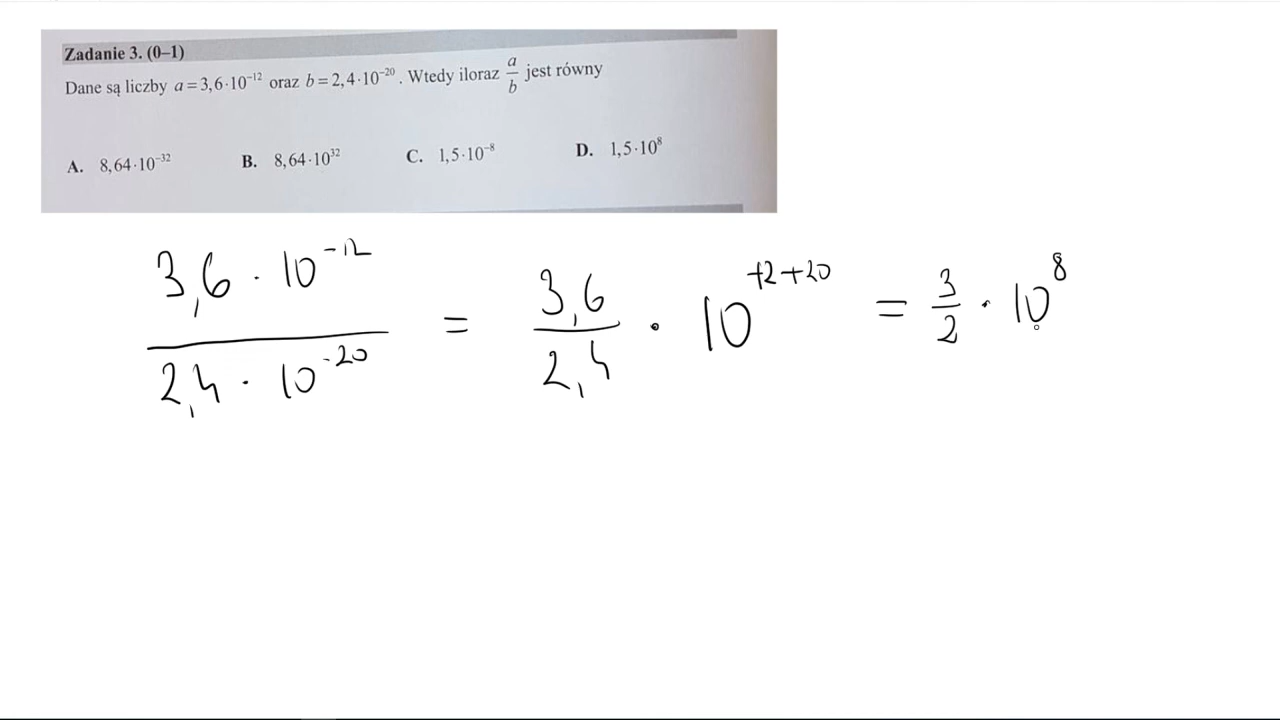 Zadanie 3. (0–1)
Dane są liczby a = 3,6·10⁻¹² oraz b = 2,4·10⁻²⁰. Wtedy iloraz a/b jest równy
A. 8,64·10⁻³² B. 8,64·10³² C. 1,5·10⁻⁸ D. 1,5·10⁸
3,6 · 10⁻¹² / 2,4 · 10⁻²⁰ = 3,6 / 2,4 · 10⁻¹²⁺²⁰ = 3/2 · 10⁸